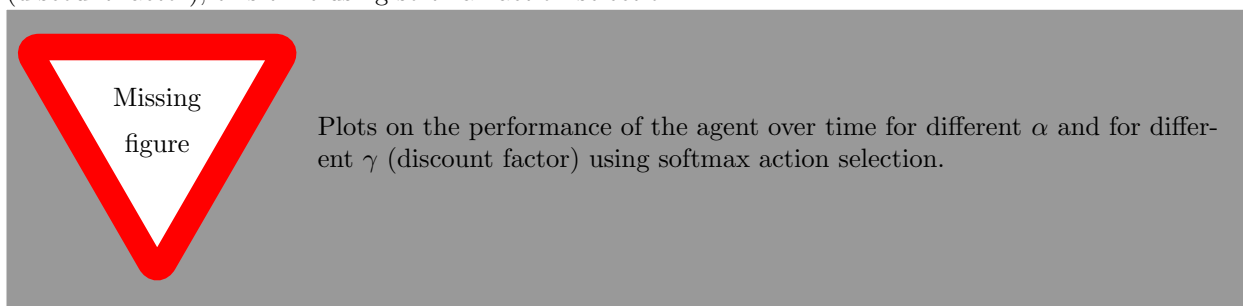 Missing
figure
Plots on the performance of the agent over time for different α and for differ-
ent γ (discount factor) using softmax action selection.